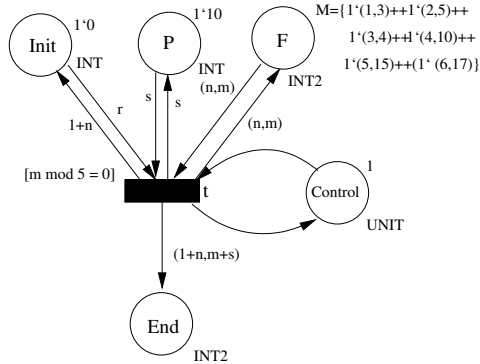 1‘0
1‘10
M={1‘(1,3)++1‘(2,5)++
Init
P
F
1‘(3,4)++1‘(4,10)++
INT
INT
INT2
1‘(5,15)++(1‘ (6,17)}
s
s
(n,m)
r
1+n
(n,m)
[m mod 5 = 0]
t
1
Control
UNIT
(1+n,m+s)
End
INT2